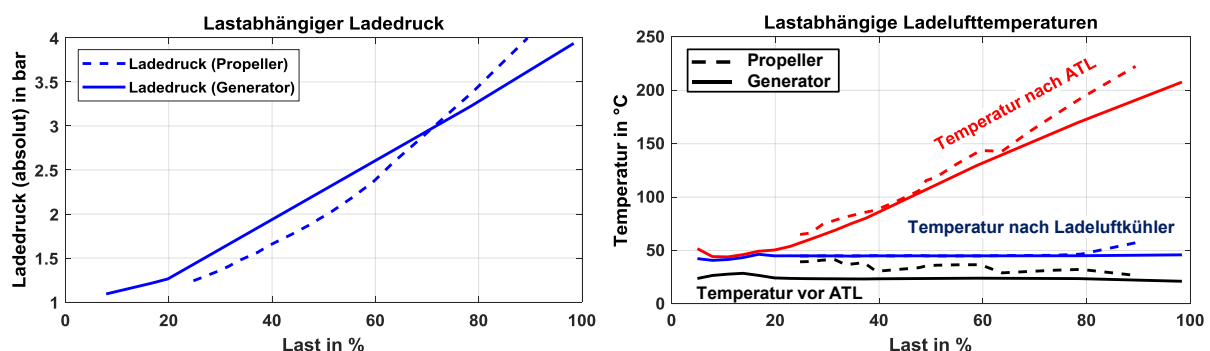 Lastabhängiger Ladedruck
Ladedruck (absolut) in bar
4
3.5
3
2.5
2
1.5
1
Ladedruck (Propeller)
Ladedruck (Generator)
0
20
40
60
80
100
Last in %
Lastabhängige Ladelufttemperaturen
Temperatur in °C
250
200
150
100
50
0
Propeller
Generator
Temperatur nach ATL
Temperatur nach Ladeluftkühler
Temperatur vor ATL
0
20
40
60
80
100
Last in %